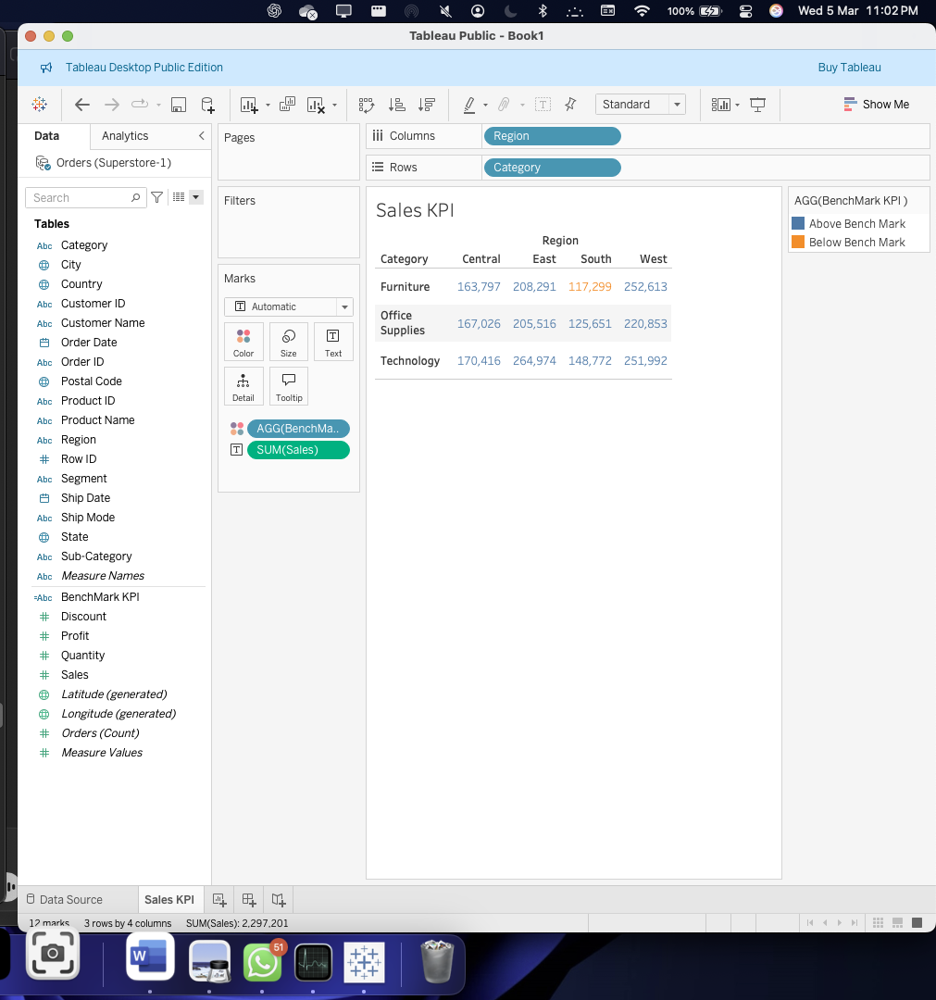 100% Wed 5 Mar 11:02 PM
Tableau Public - Book1
Tableau Desktop Public Edition Buy Tableau
Standard Show Me
Data Analytics
Orders (Superstore-1)
Search
Tables
Abc Category
City
Country
Abc Customer ID
Abc Customer Name
Order Date
Abc Order ID
Postal Code
Abc Product ID
Abc Product Name
Abc Region
# Row ID
Abc Segment
Ship Date
Abc Ship Mode
State
Abc Sub-Category
Abc Measure Names
=Abc BenchMark KPI
# Discount
# Profit
# Quantity
# Sales
Latitude (generated)
Longitude (generated)
# Orders (Count)
# Measure Values
Pages
Filters
Marks
T Automatic
Color Size T Text
Detail Tooltip
AGG(BenchMa..
T SUM(Sales)
Columns Region
Rows Category
Sales KPI
Region
Category Central East South West
Furniture 163,797 208,291 117,299 252,613
Office
Supplies 167,026 205,516 125,651 220,853
Technology 170,416 264,974 148,772 251,992
AGG(BenchMark KPI )
Above Bench Mark
Below Bench Mark
Data Source Sales KPI
12 marks 3 rows by 4 columns SUM(Sales): 2,297,201
W
51